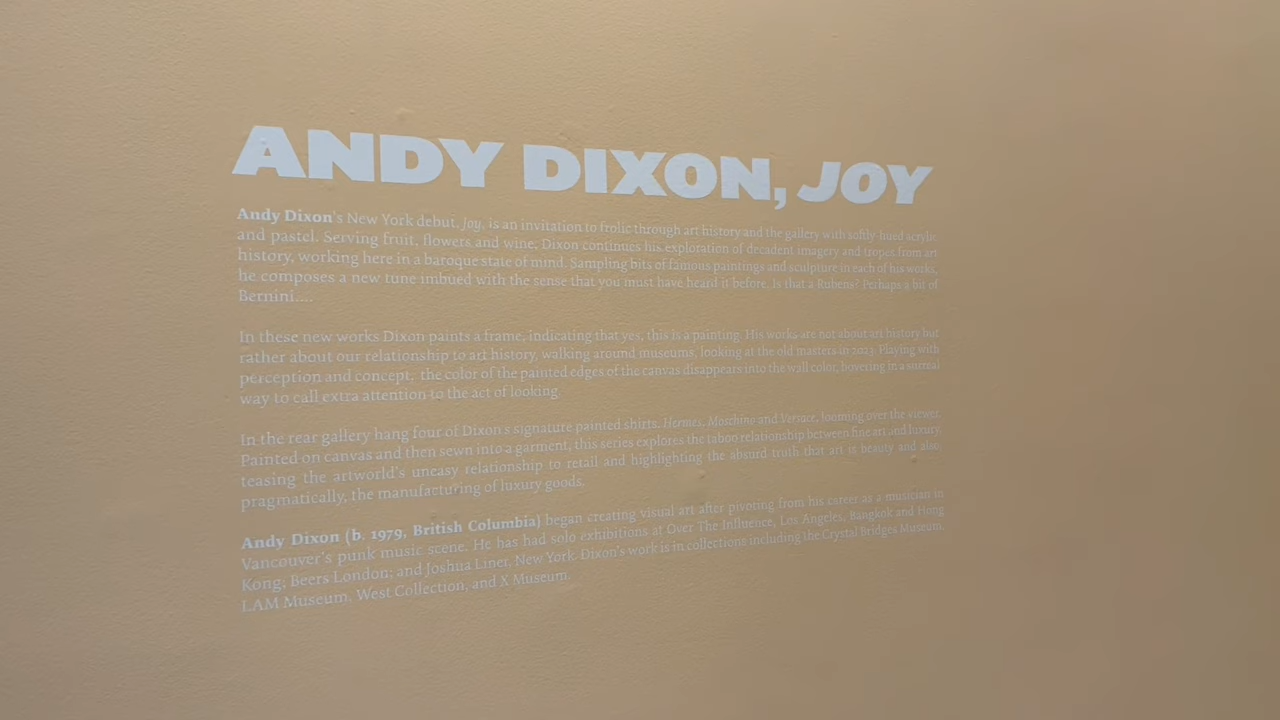 ANDY DIXON, JOY
Andy Dixon's New York debut, Joy, is an invitation to frolic through art history and the gallery with softly-hued acrylic
and pastel. Serving fruit, flowers and wine, Dixon continues his exploration of decadent imagery and tropes from art
history, working here in a baroque state of mind. Sampling bits of famous paintings and sculpture in each of his works,
he composes a new tune imbued with the sense that you must have heard it before. Is that a Rubens? Perhaps a bit of
Bernini....
In these new works Dixon paints a frame, indicating that yes, this is a painting. His works are not about art history but
rather about our relationship to art history, walking around museums, looking at the old masters in 2023. Playing with
perception and concept, the color of the painted edges of the canvas disappears into the wall color, hovering in a surreal
way to call extra attention to the act of looking.
In the rear gallery hang four of Dixon's signature painted shirts, Hermes, Moschino and Versace, looming over the viewer.
Painted on canvas and then sewn into a garment, this series explores the taboo relationship between fine art and luxury,
teasing the artworld's uneasy relationship to retail and highlighting the absurd truth that art is beauty and also,
pragmatically, the manufacturing of luxury goods.
Andy Dixon (b. 1979, British Columbia) began creating visual art after pivoting from his career as a musician in
Vancouver's punk music scene. He has had solo exhibitions at Over The Influence, Los Angeles, Bangkok and Hong
Kong; Beers London; and Joshua Liner, New York. Dixon's work is in collections including the Crystal Bridges Museum,
LAM Museum, West Collection, and X Museum.